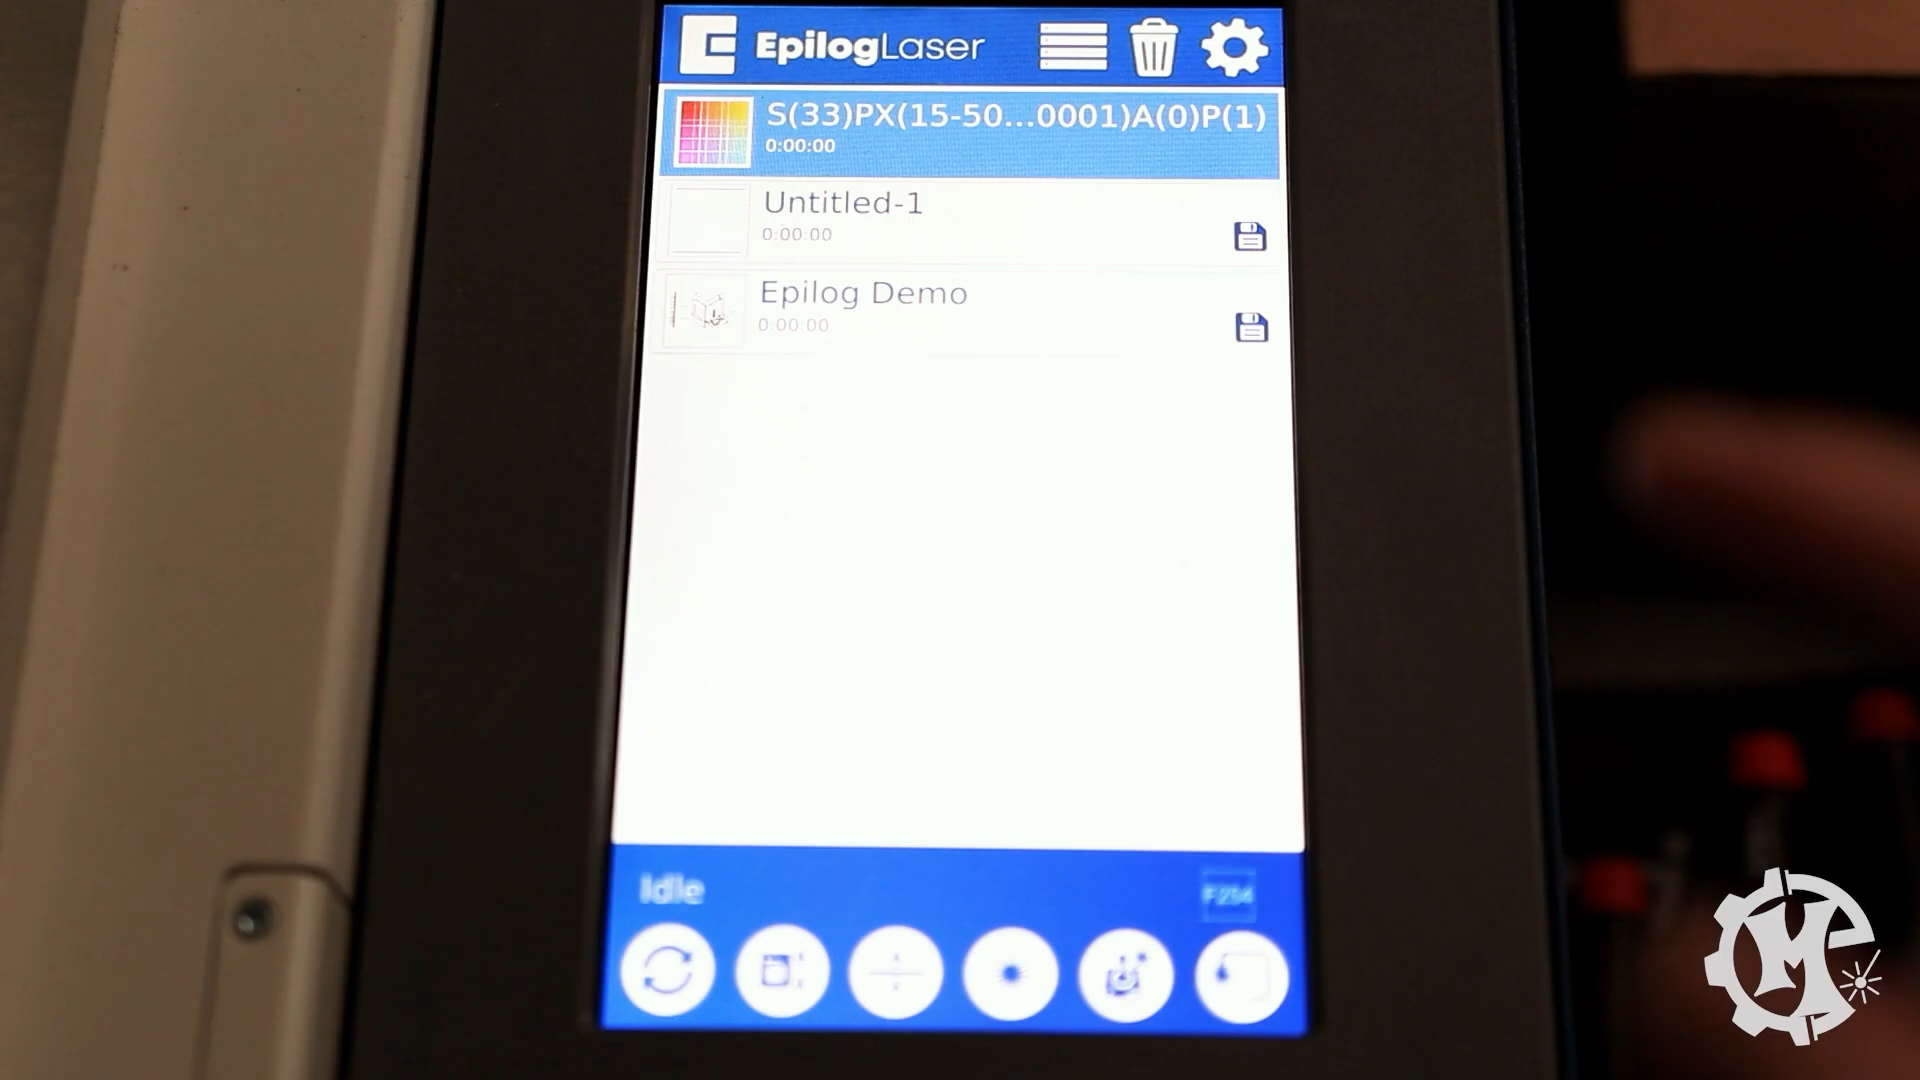 EpilogLaser
S(33)PX(15-50...0001)A(0)P(1)
0:00:00
Untitled-1
0:00:00
Epilog Demo
0:00:00
Idle
F254